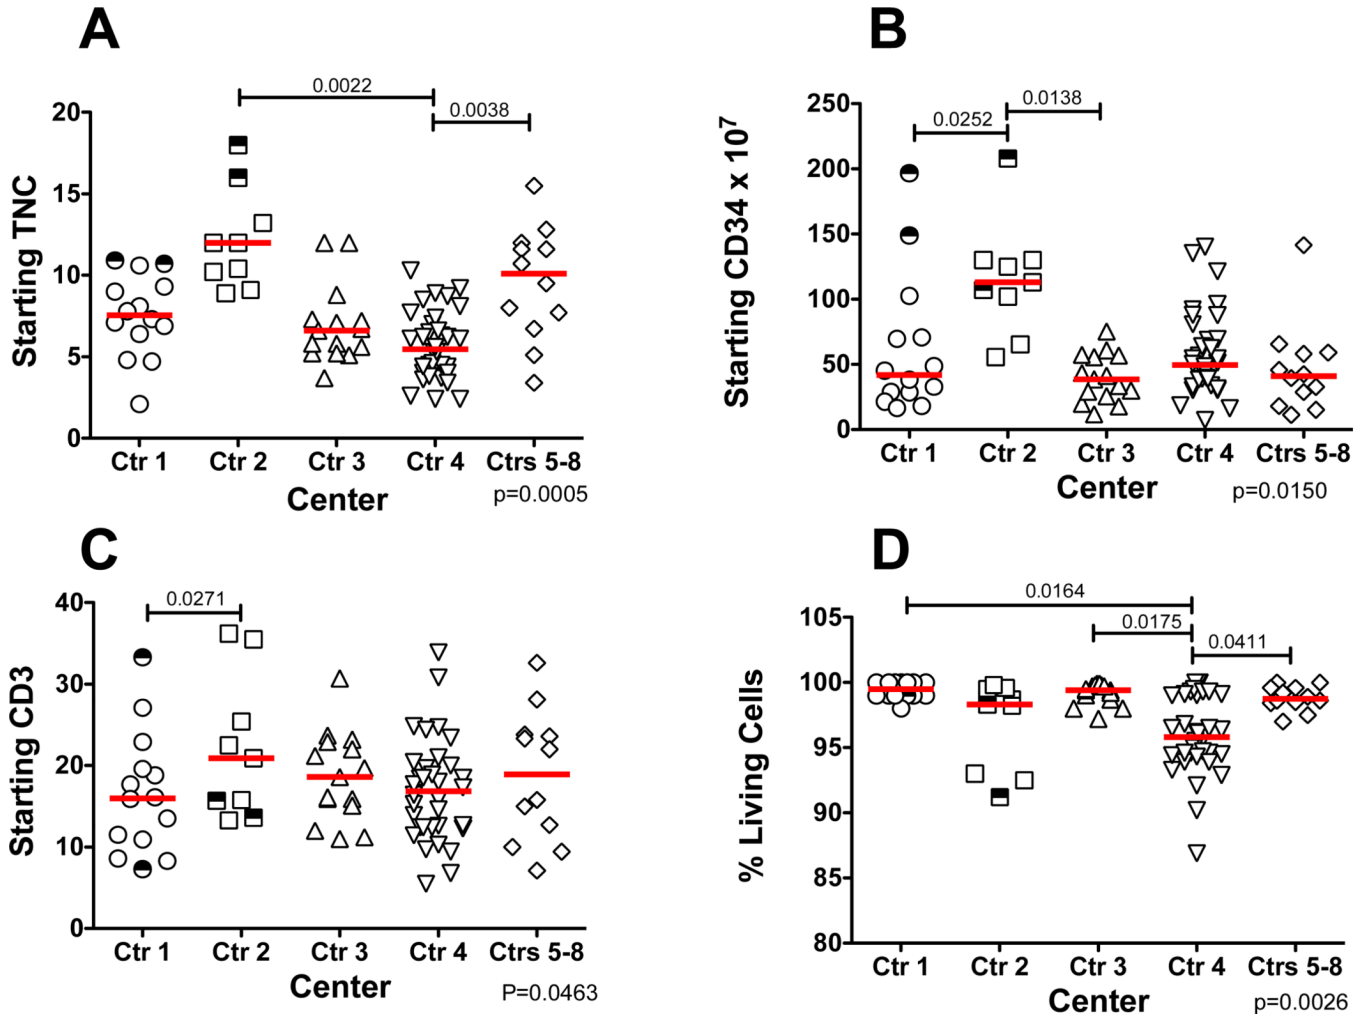 A
0.0022
0.0038
20
15
10
5
0
Starting TNC
Ctr 1 Ctr 2 Ctr 3 Ctr 4 Ctrs 5-8
Center
p=0.0005
B
0.0138
0.0252
250
200
150
100
50
0
Starting CD34 x 10⁷
Ctr 1 Ctr 2 Ctr 3 Ctr 4 Ctrs 5-8
Center
p=0.0150
C
0.0271
40
30
20
10
0
Starting CD3
Ctr 1 Ctr 2 Ctr 3 Ctr 4 Ctrs 5-8
Center
P=0.0463
D
0.0164
0.0175
0.0411
105
100
95
90
85
80
% Living Cells
Ctr 1 Ctr 2 Ctr 3 Ctr 4 Ctrs 5-8
Center
p=0.0026